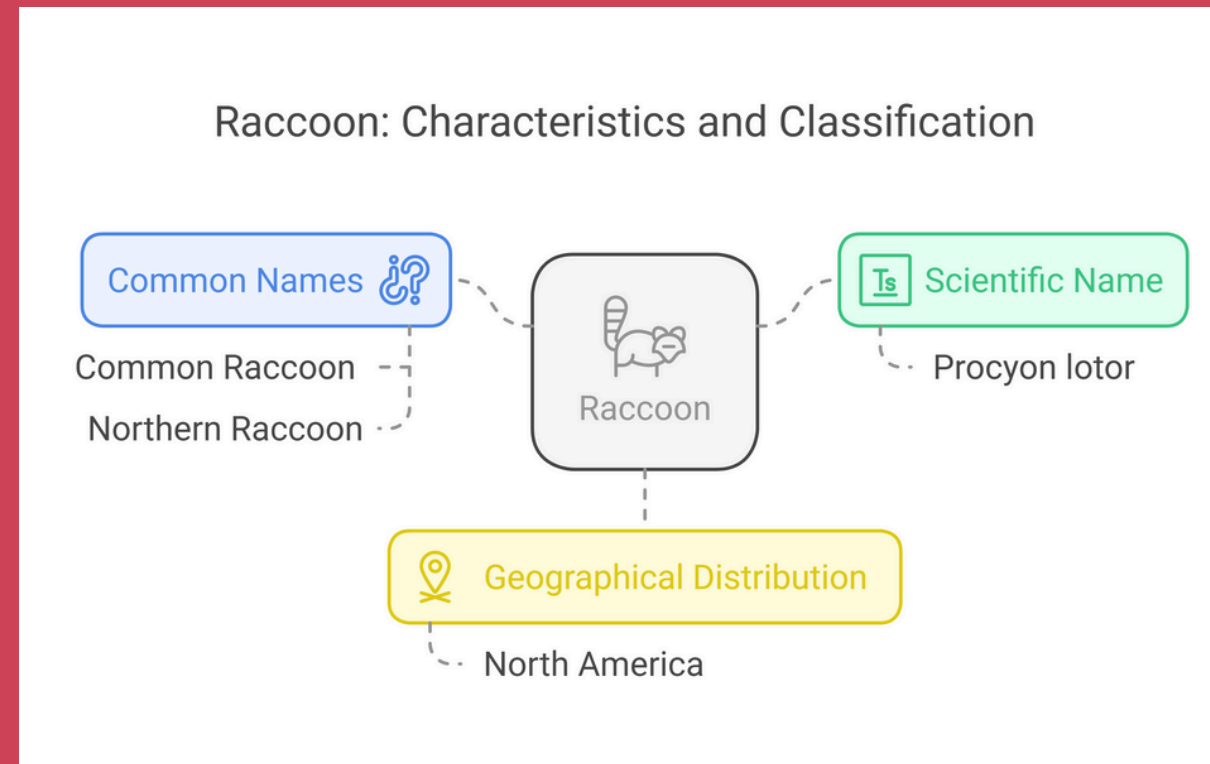 Raccoon: Characteristics and Classification
Common Names
Common Raccoon
Northern Raccoon
Raccoon
Ts
Scientific Name
Procyon lotor
Geographical Distribution
North America